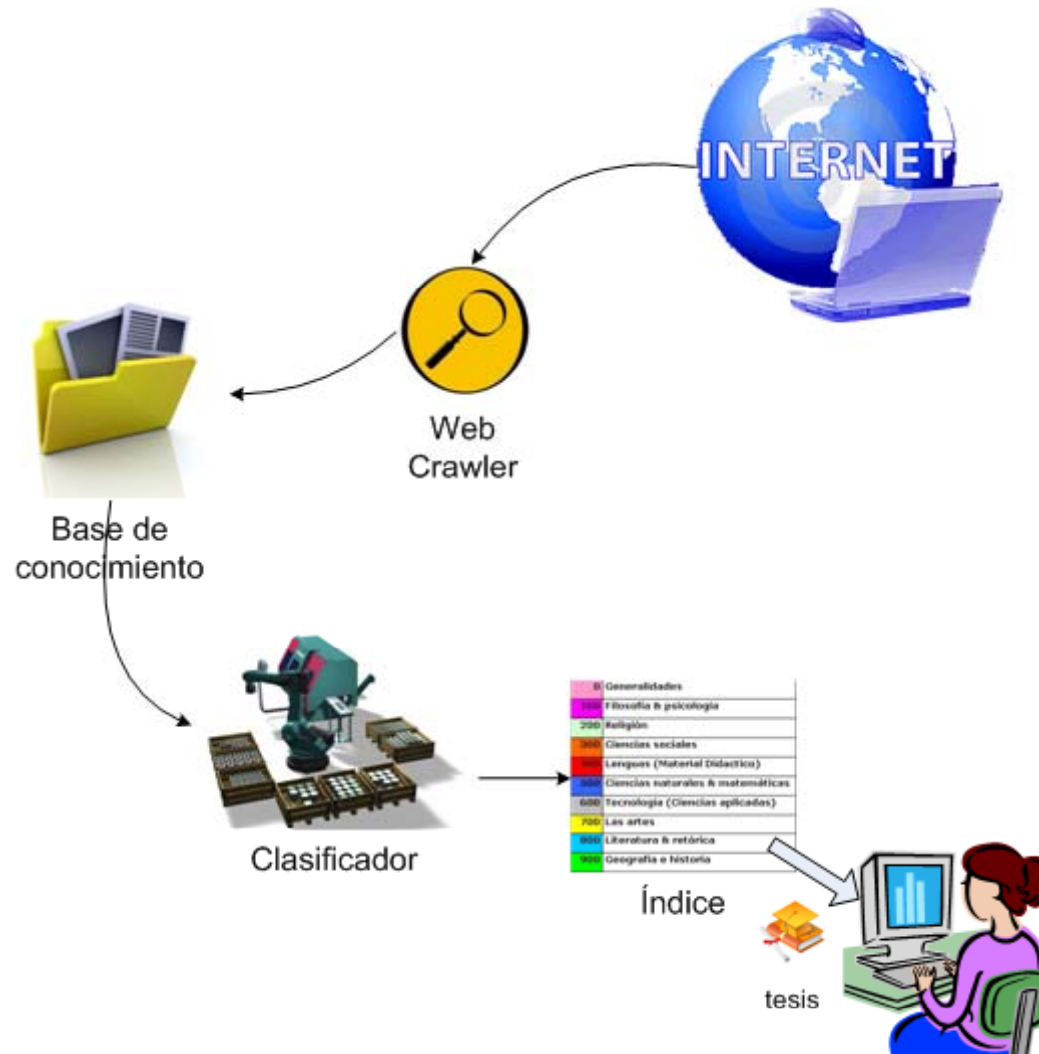 INTERNET
Web
Crawler
Base de
conocimiento
Clasificador
0 Generalidades
100 Filosofía & psicología
200 Religión
300 Ciencias sociales
Lenguas (Material Didactico)
500 Ciencias naturales & matemáticas
600 Tecnología (Ciencias aplicadas)
700 Las artes
800 Literatura & retórica
900 Geografía e historia
Índice
tesis